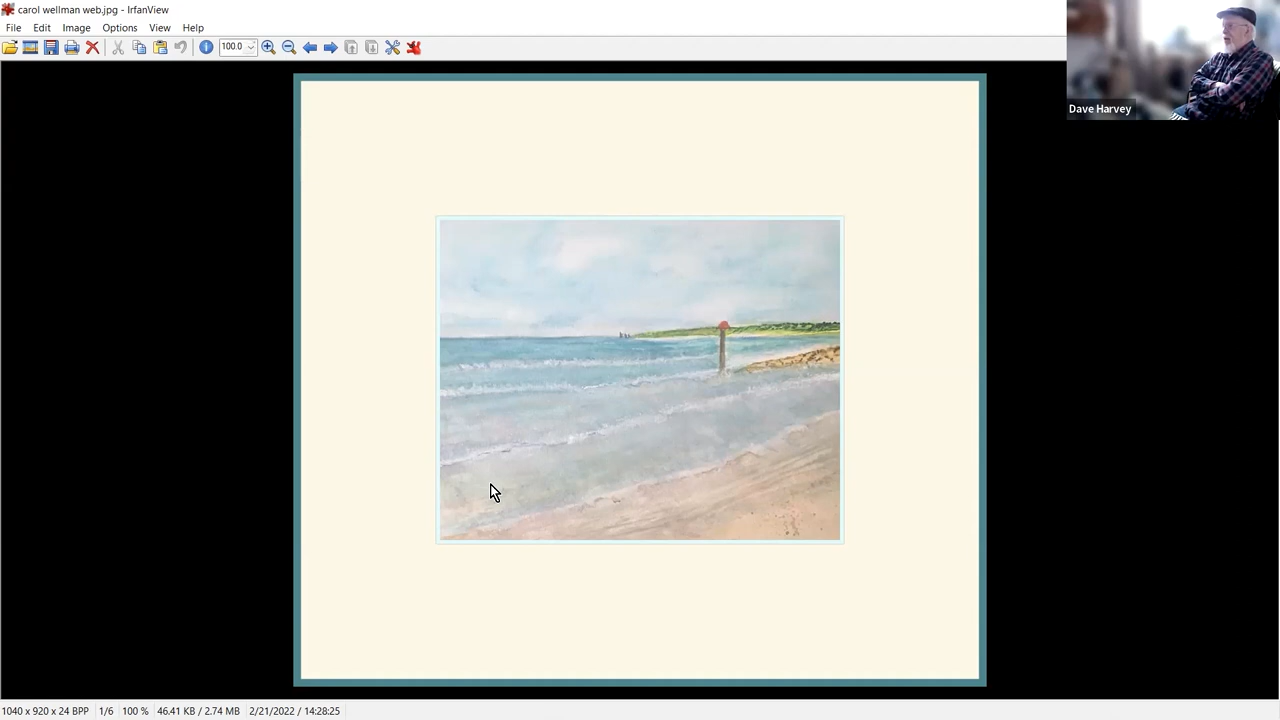 carol wellman web.jpg - IrfanView
File Edit Image Options View Help
100.0
Dave Harvey
1040 x 920 x 24 BPP 1/6 100 % 46.41 KB / 2.74 MB 2/21/2022 / 14:28:25